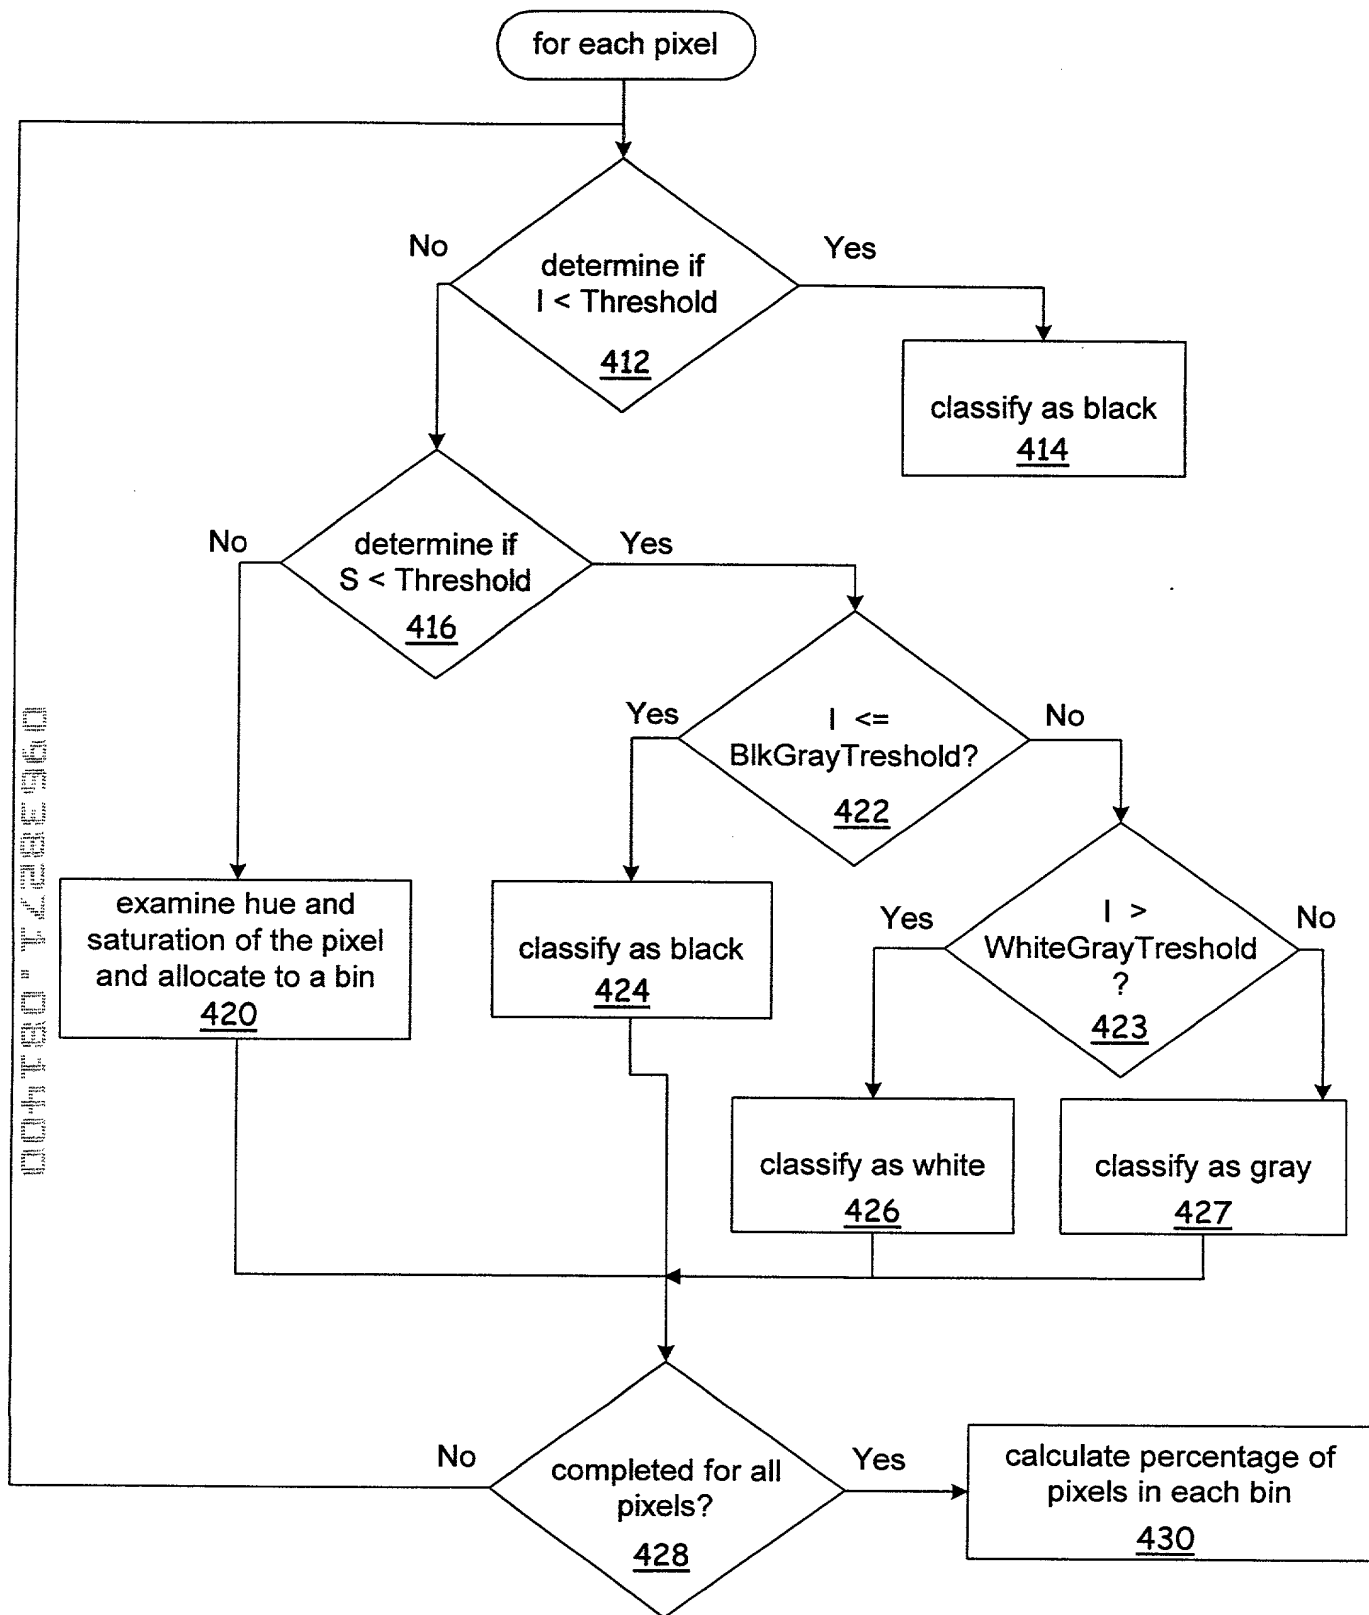 for each pixel
No
Yes
determine if
I < Threshold
412
classify as black
414
No
determine if
S < Threshold
416
Yes
Yes
I <=
BlkGrayTreshold?
422
No
examine hue and
saturation of the pixel
and allocate to a bin
420
classify as black
424
Yes
I >
WhiteGrayTreshold
?
423
No
classify as white
426
classify as gray
427
No
completed for all
pixels?
428
Yes
calculate percentage of
pixels in each bin
430